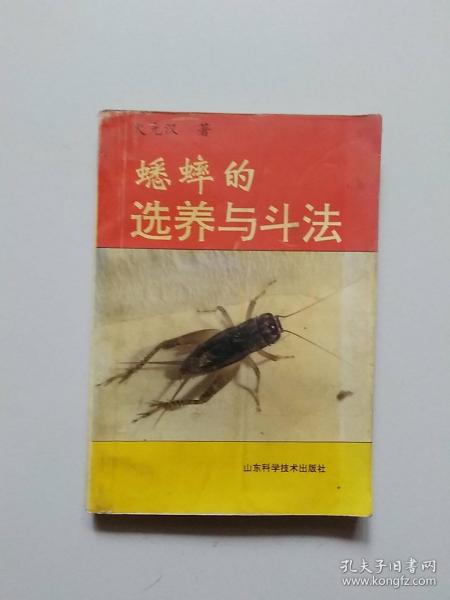 元汉 著
蟋蟀的
选养与斗法
山东科学技术出版社
孔夫子旧书网
www.kongfz.com